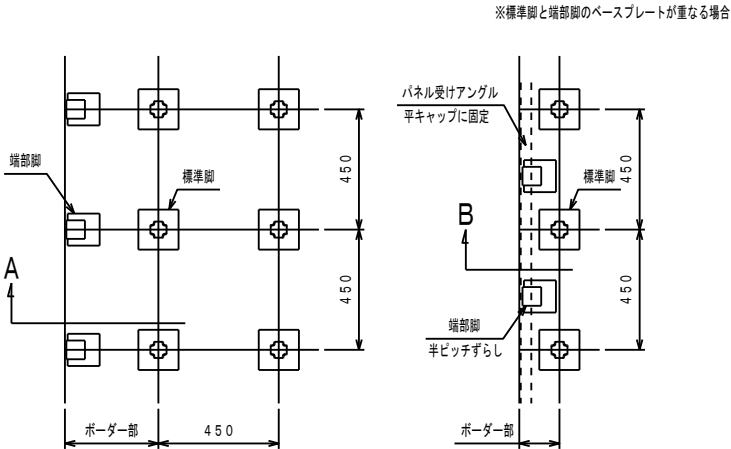 ※標準脚と端部脚のベースプレートが重なる場合
端部脚
標準脚
450
450
A
ボーダー部
450
パネル受けアングル
平キャップに固定
標準脚
450
B
450
端部脚
半ピッチずらし
ボーダー部